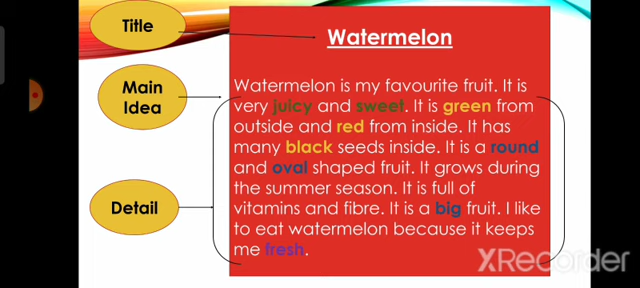 Title
Watermelon
Main
Idea
Watermelon is my favourite fruit. It is
very juicy and sweet. It is green from
outside and red from inside. It has
many black seeds inside. It is a round
and oval shaped fruit. It grows during
the summer season. It is full of
vitamins and fibre. It is a big fruit. I like
to eat watermelon because it keeps
me fresh.
Detail
XRecorder